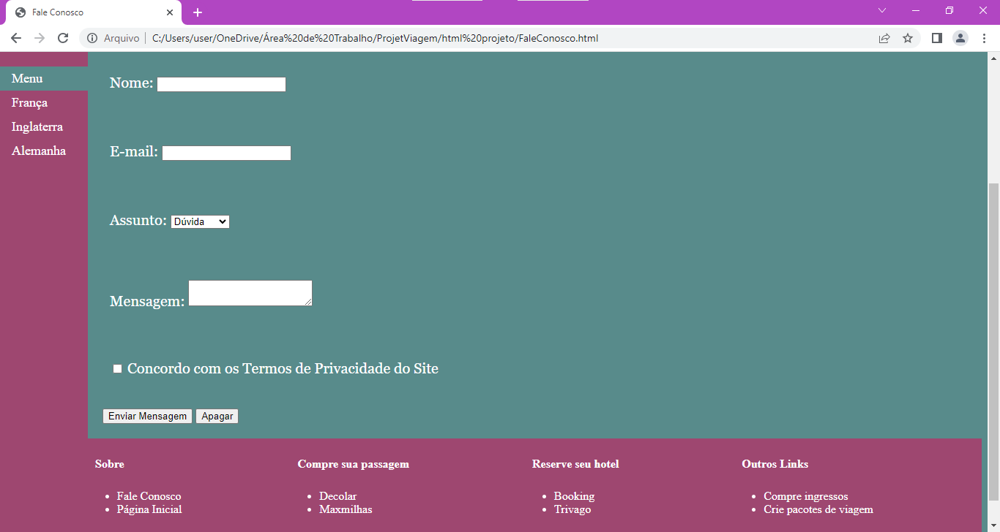 Fale Conosco
Arquivo C:/Users/user/OneDrive/Área%20de%20Trabalho/ProjetViagem/html%20projeto/FaleConosco.html
Menu
França
Inglaterra
Alemanha
Nome:
E-mail:
Assunto: Dúvida
Mensagem:
Concordo com os Termos de Privacidade do Site
Enviar Mensagem Apagar
Sobre
Fale Conosco
Página Inicial
Compre sua passagem
Decolar
Maxmilhas
Reserve seu hotel
Booking
Trivago
Outros Links
Compre ingressos
Crie pacotes de viagem